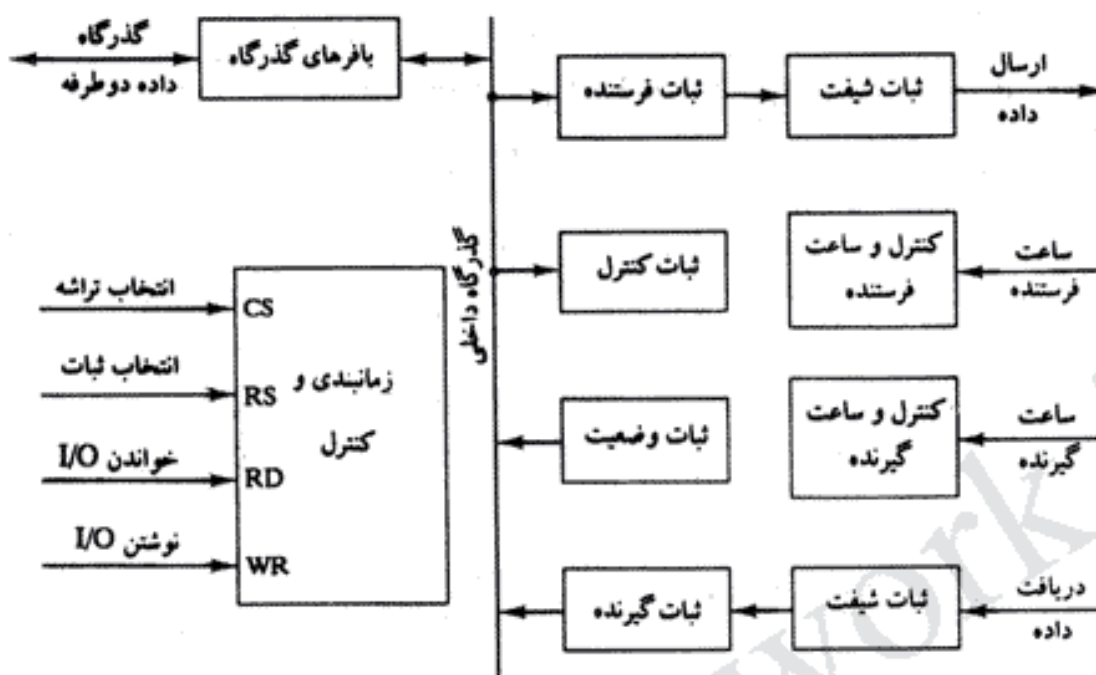 گذرگاه
داده دوطرفه
بافرهای گذرگاه
ثبات فرستنده
ثبات شیفت
ارسال
داده
گذرگاه داخلی
ثبات کنترل
کنترل و ساعت
فرستنده
ساعت
فرستنده
انتخاب تراشه
CS
انتخاب ثبات
RS
خواندن I/O
RD
نوشتن I/O
WR
زمانبندی و
کنترل
ثبات وضعیت
کنترل و ساعت
گیرنده
ساعت
گیرنده
ثبات گیرنده
ثبات شیفت
دریافت
داده
work